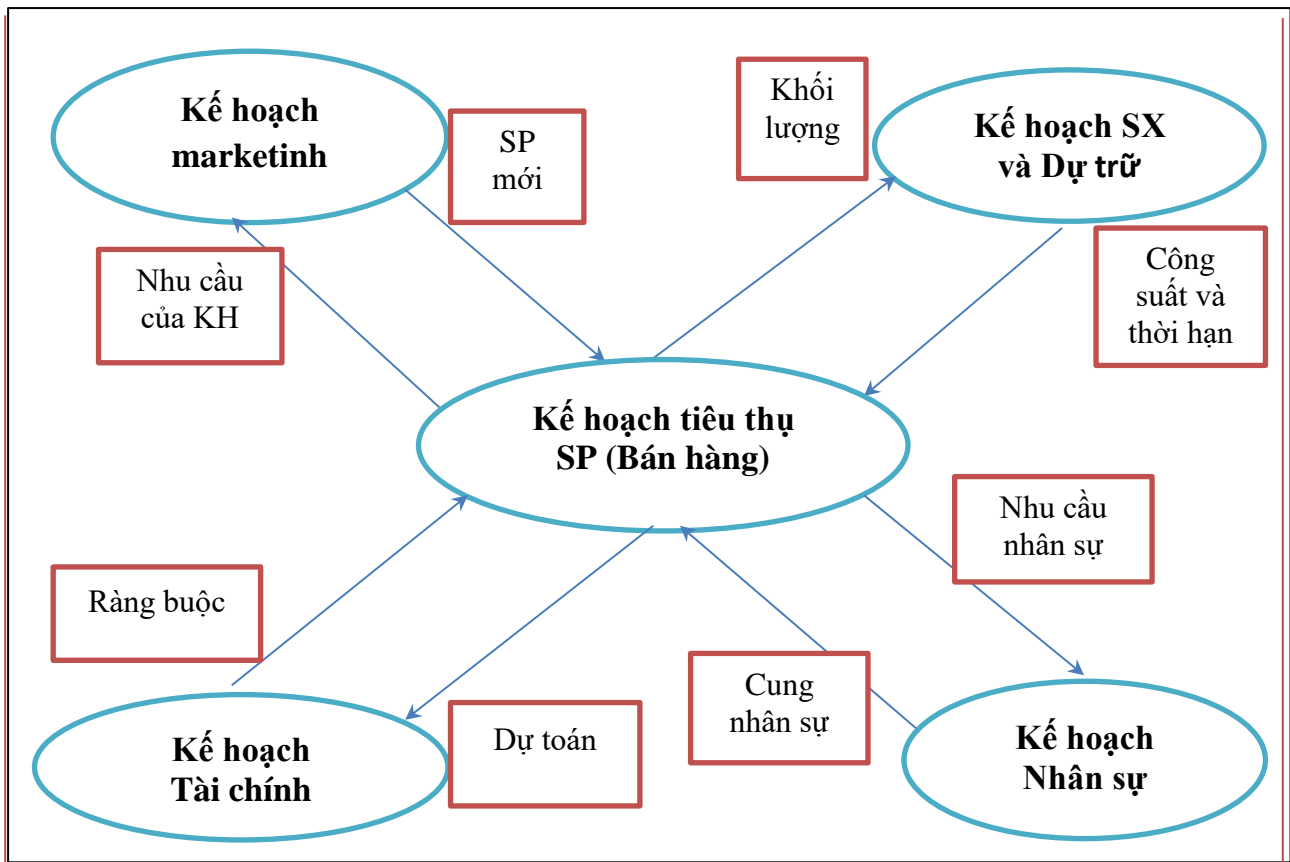 Kế hoạch
marketinh
SP
mới
Khối
lượng
Kế hoạch SX
và Dự trữ
Nhu cầu
của KH
Công
suất và
thời hạn
Kế hoạch tiêu thụ
SP (Bán hàng)
Nhu cầu
nhân sự
Ràng buộc
Cung
nhân sự
Dự toán
Kế hoạch
Tài chính
Kế hoạch
Nhân sự